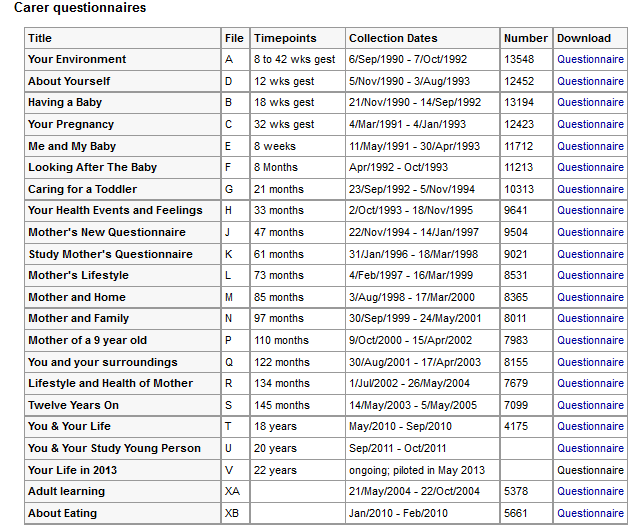 Carer questionnaires
Title File Timepoints Collection Dates Number Download
Your Environment A 8 to 42 wks gest 6/Sep/1990 - 7/Oct/1992 13548 Questionnaire
About Yourself D 12 wks gest 5/Nov/1990 - 3/Aug/1993 12452 Questionnaire
Having a Baby B 18 wks gest 21/Nov/1990 - 14/Sep/1992 13194 Questionnaire
Your Pregnancy C 32 wks gest 4/Mar/1991 - 4/Jan/1993 12423 Questionnaire
Me and My Baby E 8 weeks 11/May/1991 - 30/Apr/1993 11712 Questionnaire
Looking After The Baby F 8 Months Apr/1992 - Oct/1993 11213 Questionnaire
Caring for a Toddler G 21 months 23/Sep/1992 - 5/Nov/1994 10313 Questionnaire
Your Health Events and Feelings H 33 months 2/Oct/1993 - 18/Nov/1995 9641 Questionnaire
Mother's New Questionnaire J 47 months 22/Nov/1994 - 14/Jan/1997 9504 Questionnaire
Study Mother's Questionnaire K 61 months 31/Jan/1996 - 18/Mar/1998 9021 Questionnaire
Mother's Lifestyle L 73 months 4/Feb/1997 - 16/Mar/1999 8531 Questionnaire
Mother and Home M 85 months 3/Aug/1998 - 17/Mar/2000 8365 Questionnaire
Mother and Family N 97 months 30/Sep/1999 - 24/May/2001 8011 Questionnaire
Mother of a 9 year old P 110 months 9/Oct/2000 - 15/Apr/2002 7983 Questionnaire
You and your surroundings Q 122 months 30/Aug/2001 - 17/Apr/2003 8155 Questionnaire
Lifestyle and Health of Mother R 134 months 1/Jul/2002 - 26/May/2004 7679 Questionnaire
Twelve Years On S 145 months 14/May/2003 - 5/May/2005 7099 Questionnaire
You & Your Life T 18 years May/2010 - Sep/2010 4175 Questionnaire
You & Your Study Young Person U 20 years Sep/2011 - Oct/2011 Questionnaire
Your Life in 2013 V 22 years ongoing; piloted in May 2013 Questionnaire
Adult learning XA 21/May/2004 - 22/Oct/2004 5378 Questionnaire
About Eating XB Jan/2010 - Feb/2010 5661 Questionnaire